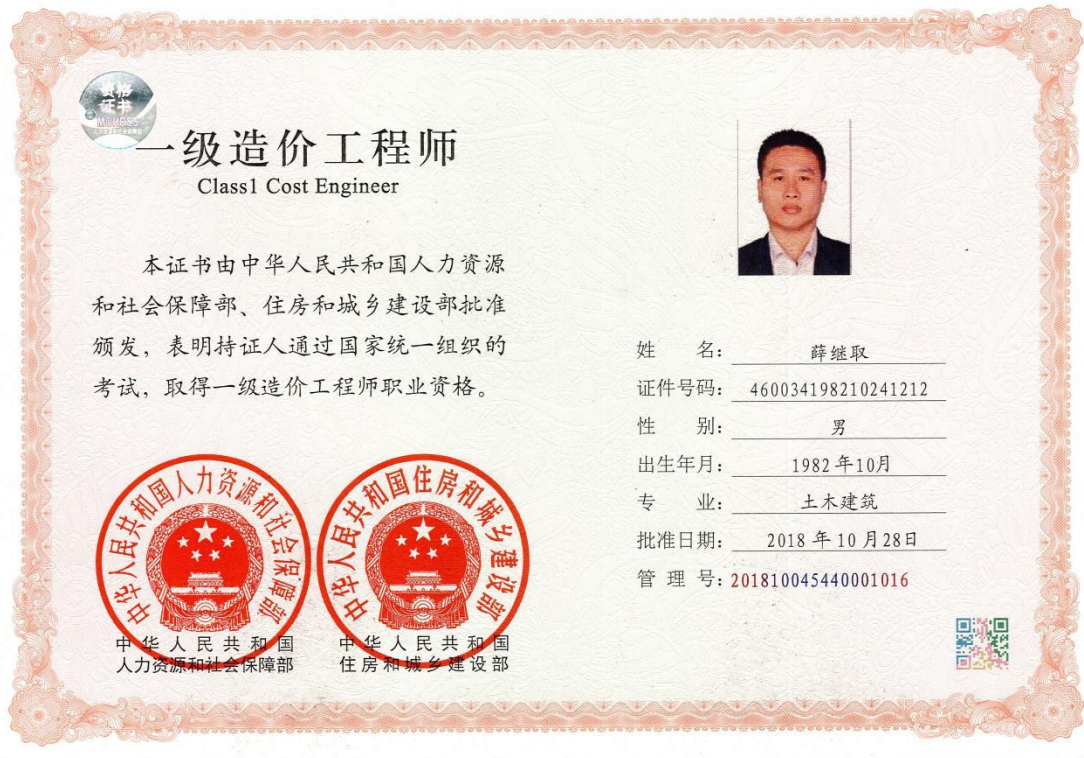 资格
证书
MOHRSS
一级造价工程师
Class1 Cost Engineer
本证书由中华人民共和国人力资源
和社会保障部、住房和城乡建设部批准
颁发，表明持证人通过国家统一组织的
考试，取得一级造价工程师职业资格。
中华人民共和国人力资源和社会保障部
中华人民共和国
人力资源和社会保障部
中华人民共和国住房和城乡建设部
中华人民共和国
住房和城乡建设部
姓 名：薛继取
证件号码：460034198210241212
性 别：男
出生年月：1982年10月
专 业：土木建筑
批准日期：2018年10月28日
管 理 号：201810045440001016